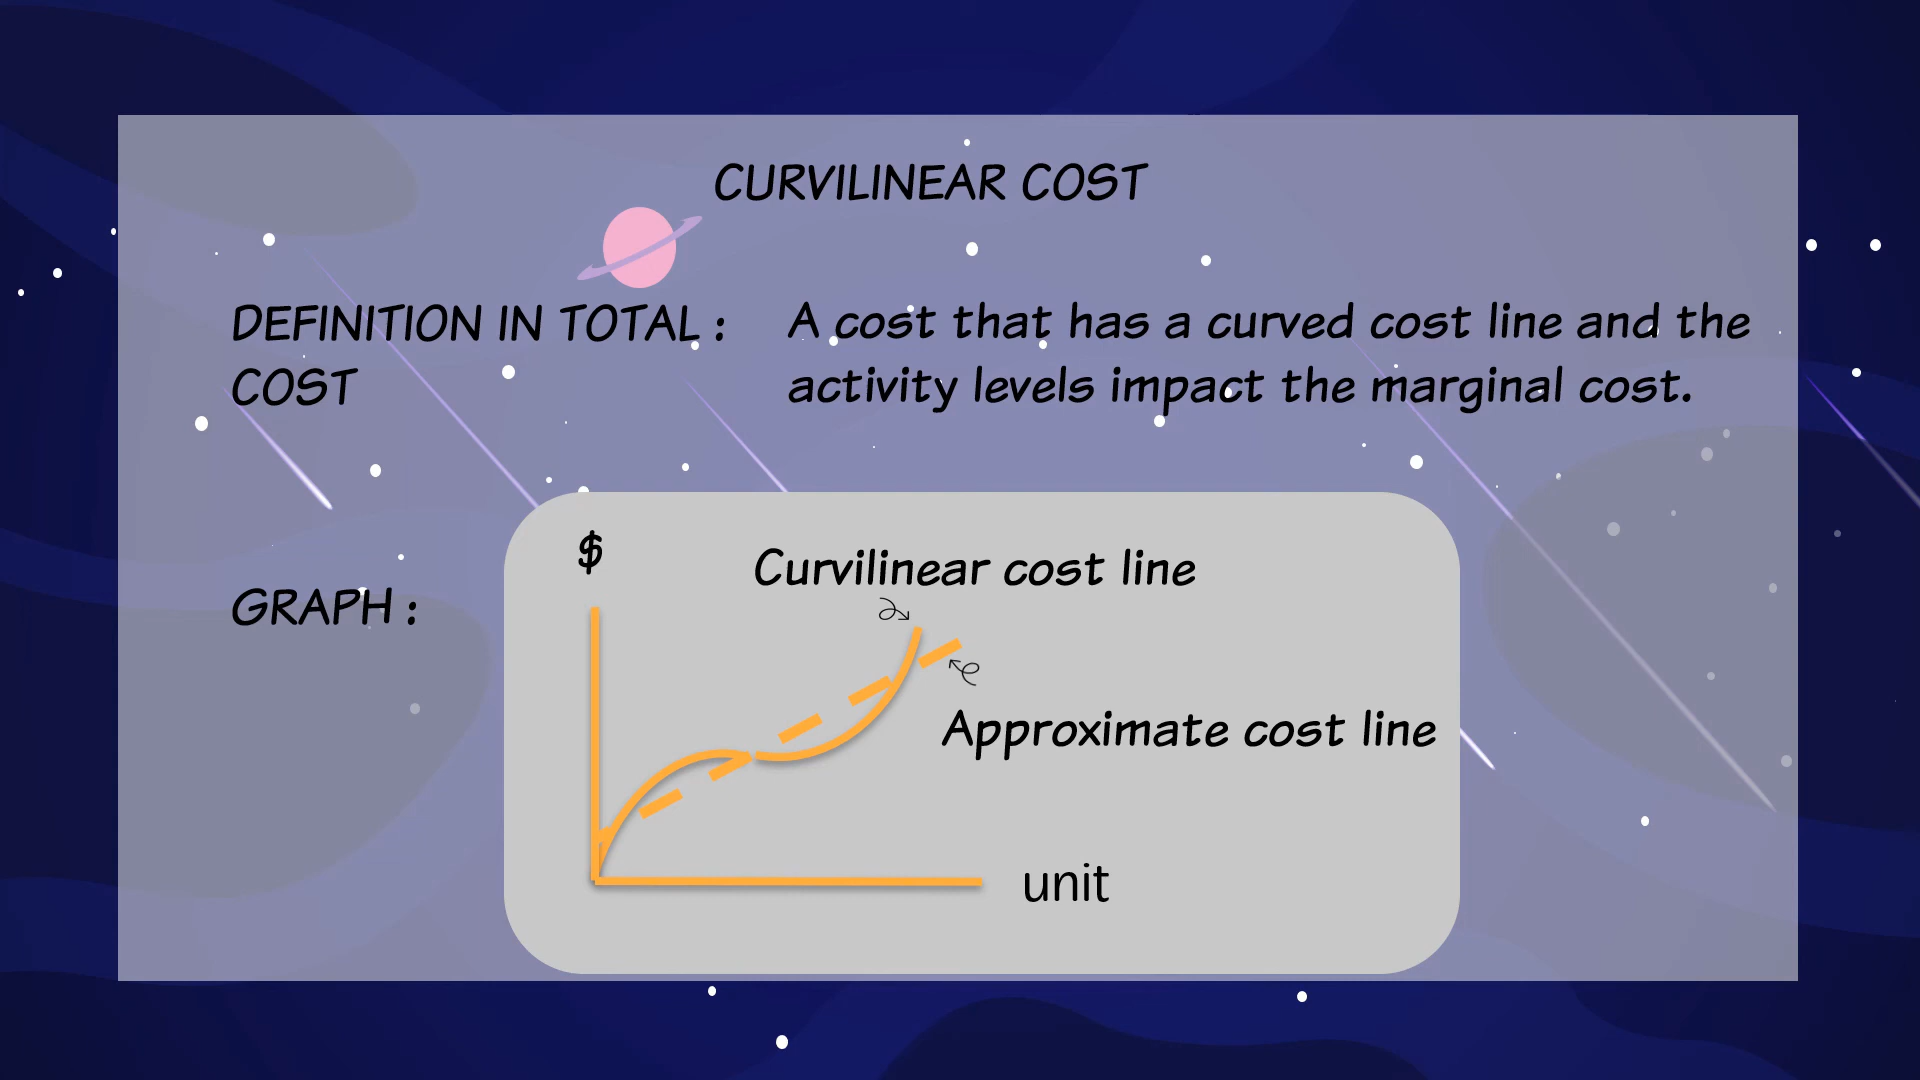 CURVILINEAR COST
DEFINITION IN TOTAL :
COST
A cost that has a curved cost line and the
activity levels impact the marginal cost.
GRAPH :
$
Curvilinear cost line
Approximate cost line
unit